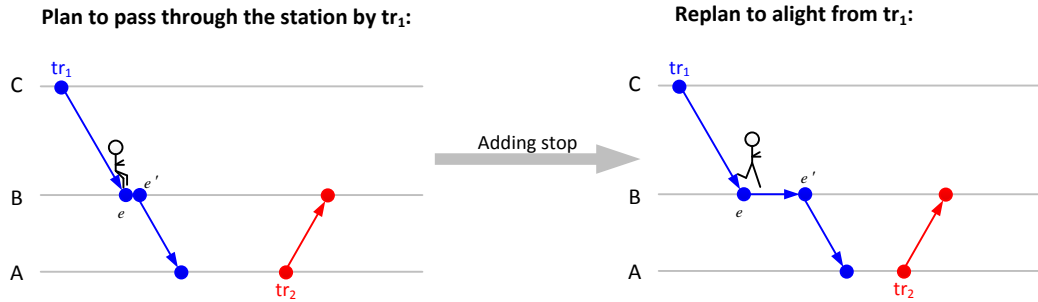 Plan to pass through the station by tr₁:
Replan to alight from tr₁:
tr₁
C
e
e'
B
A
tr₂
Adding stop
tr₁
C
e
e'
B
A
tr₂